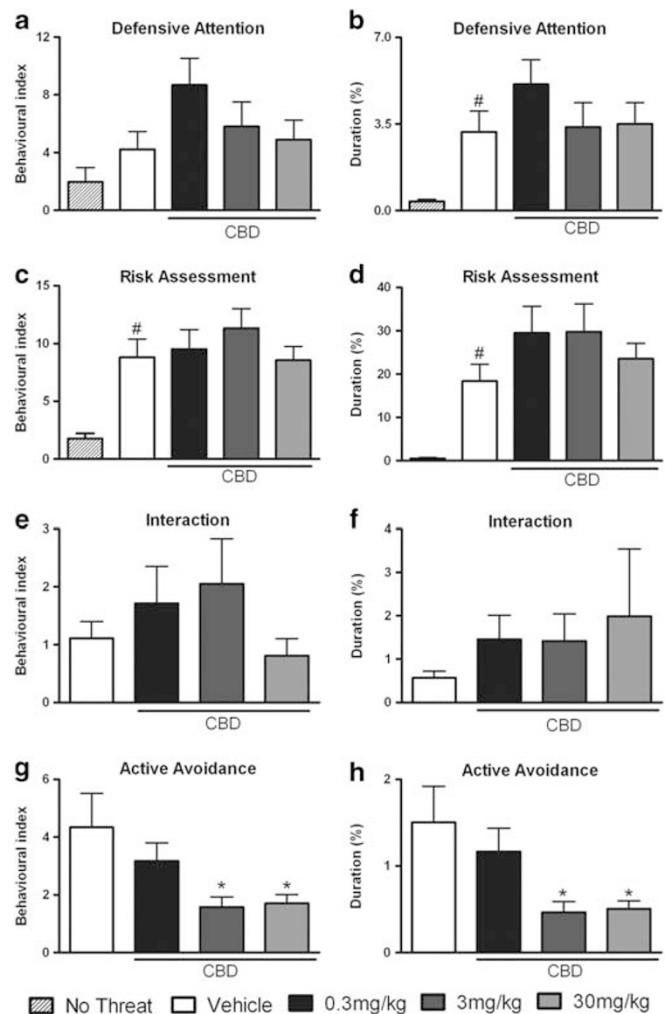 a
Defensive Attention
Behavioural index
12
8
4
0
CBD
b
Defensive Attention
Duration (%)
7.0
3.5
0.0
#
CBD
c
Risk Assessment
Behavioural index
15
10
5
0
#
CBD
d
Risk Assessment
Duration (%)
40
30
20
10
0
#
CBD
e
Interaction
Behavioural index
3
2
1
0
CBD
f
Interaction
Duration (%)
4
3
2
1
0
CBD
g
Active Avoidance
Behavioural index
6
4
2
0
* *
CBD
h
Active Avoidance
Duration (%)
2
1
0
* *
CBD
No Threat Vehicle 0.3mg/kg 3mg/kg 30mg/kg